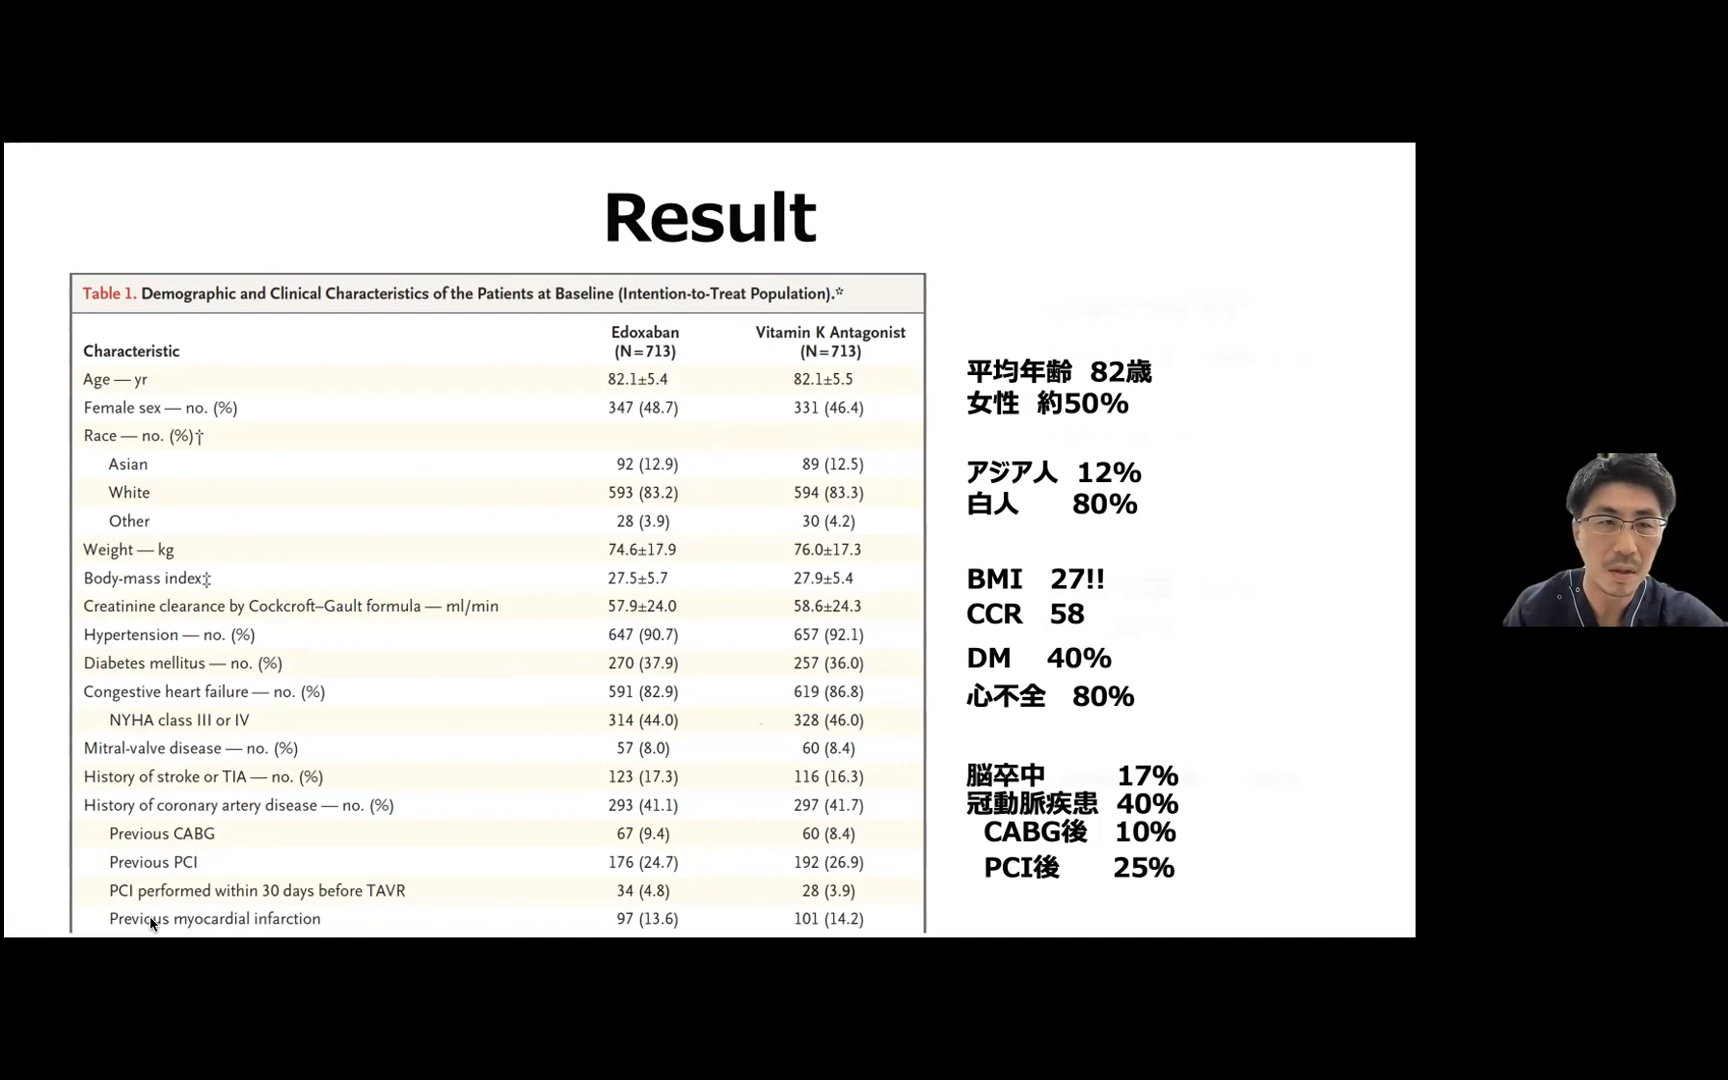 Result
Table 1. Demographic and Clinical Characteristics of the Patients at Baseline (Intention-to-Treat Population).*
Characteristic Edoxaban (N=713) Vitamin K Antagonist (N=713)
Age — yr 82.1±5.4 82.1±5.5
Female sex — no. (%) 347 (48.7) 331 (46.4)
Race — no. (%)†
Asian 92 (12.9) 89 (12.5)
White 593 (83.2) 594 (83.3)
Other 28 (3.9) 30 (4.2)
Weight — kg 74.6±17.9 76.0±17.3
Body-mass index‡ 27.5±5.7 27.9±5.4
Creatinine clearance by Cockcroft–Gault formula — ml/min 57.9±24.0 58.6±24.3
Hypertension — no. (%) 647 (90.7) 657 (92.1)
Diabetes mellitus — no. (%) 270 (37.9) 257 (36.0)
Congestive heart failure — no. (%) 591 (82.9) 619 (86.8)
NYHA class III or IV 314 (44.0) 328 (46.0)
Mitral-valve disease — no. (%) 57 (8.0) 60 (8.4)
History of stroke or TIA — no. (%) 123 (17.3) 116 (16.3)
History of coronary artery disease — no. (%) 293 (41.1) 297 (41.7)
Previous CABG 67 (9.4) 60 (8.4)
Previous PCI 176 (24.7) 192 (26.9)
PCI performed within 30 days before TAVR 34 (4.8) 28 (3.9)
Previous myocardial infarction 97 (13.6) 101 (14.2)
平均年齢 82歳
女性 約50%
アジア人 12%
白人 80%
BMI 27!!
CCR 58
DM 40%
心不全 80%
脳卒中 17%
冠動脈疾患 40%
CABG後 10%
PCI後 25%